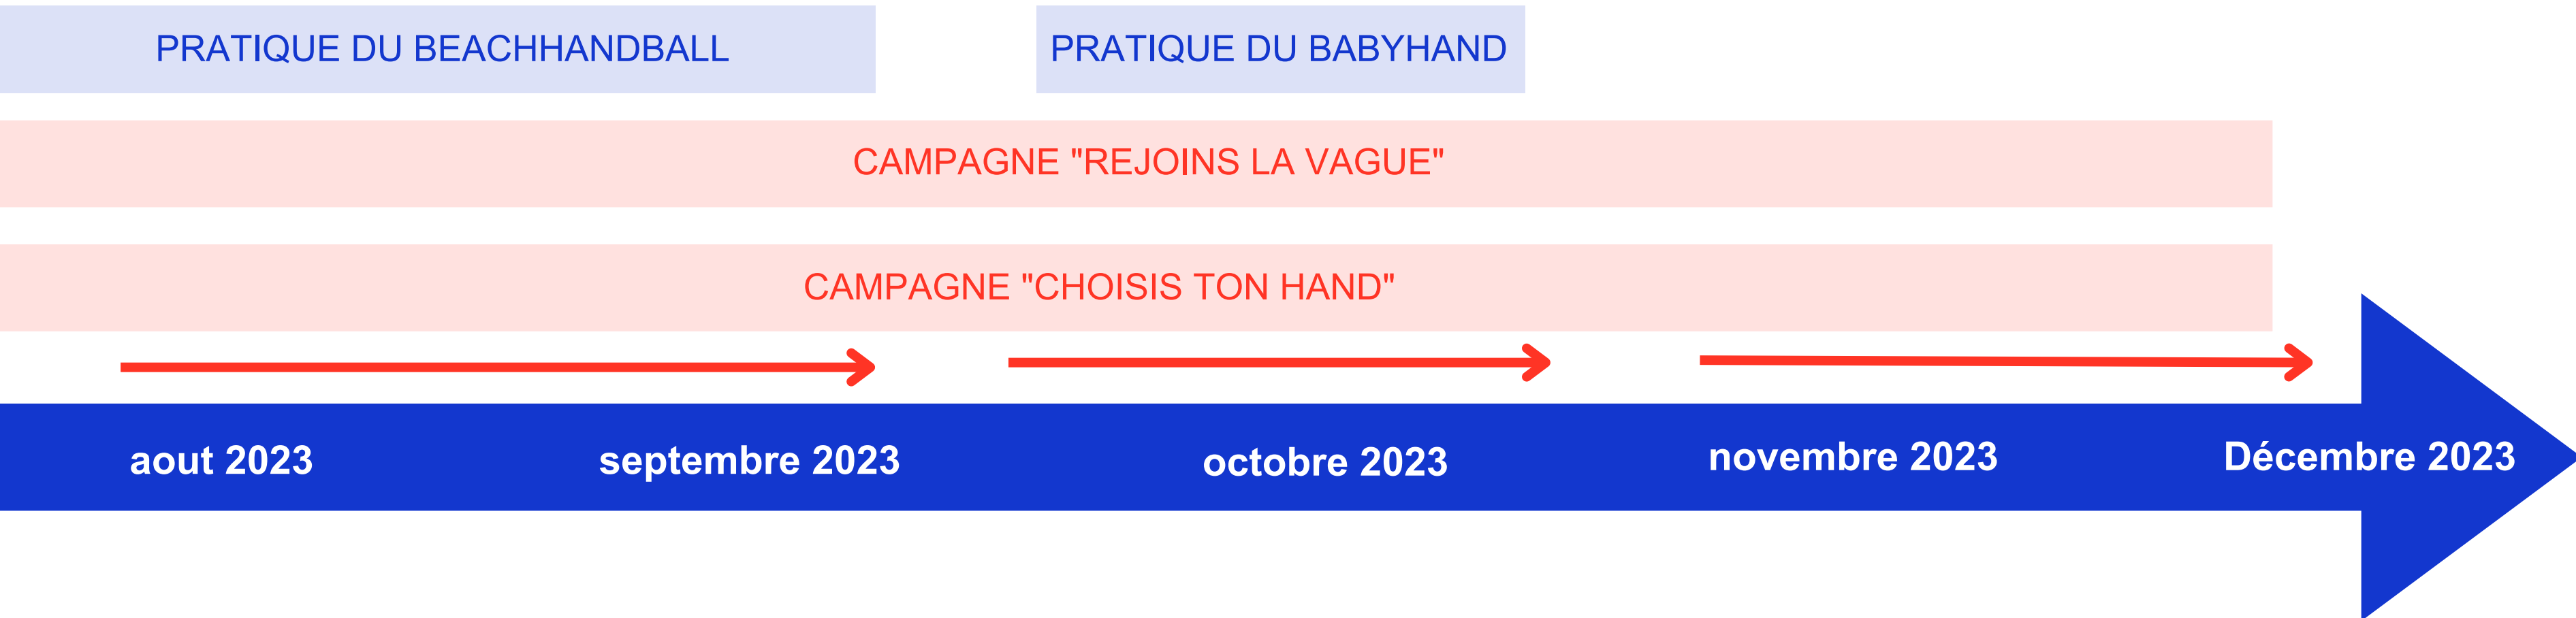 PRATIQUE DU BEACHHANDBALL
PRATIQUE DU BABYHAND
CAMPAGNE "REJOINS LA VAGUE"
CAMPAGNE "CHOISIS TON HAND"
aout 2023
septembre 2023
octobre 2023
novembre 2023
Décembre 2023